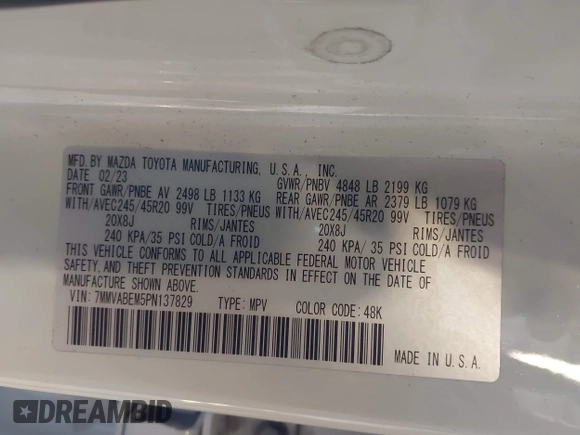 MFD. BY MAZDA TOYOTA MANUFACTURING, U.S.A., INC.
DATE 02/23 GVWR/PNBV 4848 LB 2199 KG
FRONT GAWR/PNBE AV 2498 LB 1133 KG REAR GAWR/PNBE AR 2379 LB 1079 KG
WITH/AVEC245/45R20 99V TIRES/PNEUS WITH/AVEC245/45R20 99V TIRES/PNEUS
20X8J RIMS/JANTES 20X8J RIMS/JANTES
240 KPA/35 PSI COLD/A FROID 240 KPA/ 35 PSI COLD/A FROID
THIS VEHICLE CONFORMS TO ALL APPLICABLE FEDERAL MOTOR VEHICLE
SAFETY, AND THEFT PREVENTION STANDARDS IN EFFECT ON THE DATE OF
MANUFACTURE SHOWN ABOVE.
VIN: 7MMVABEM5PN137829 TYPE: MPV COLOR CODE: 48K
MADE IN U.S.A.
DREAMBID